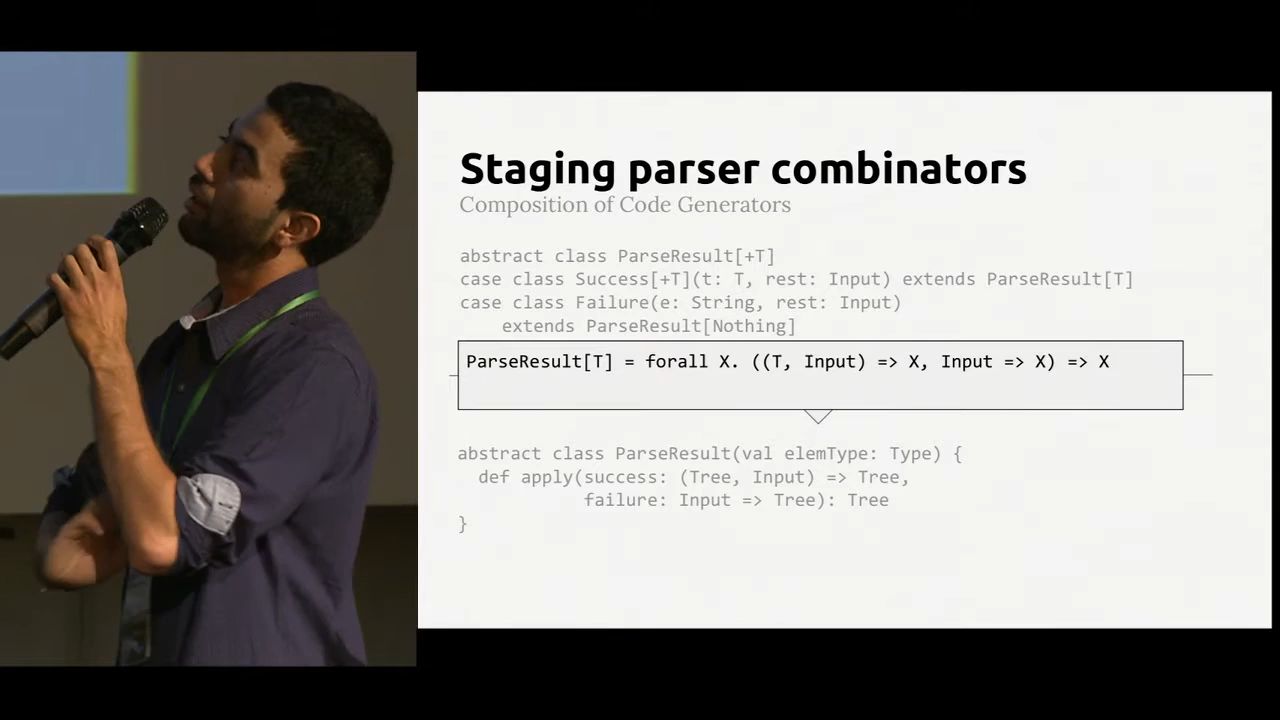 Staging parser combinators
Composition of Code Generators
abstract class ParseResult[+T]
case class Success[+T](t: T, rest: Input) extends ParseResult[T]
case class Failure(e: String, rest: Input)
extends ParseResult[Nothing]
ParseResult[T] = forall X. ((T, Input) => X, Input => X) => X
abstract class ParseResult(val elemType: Type) {
def apply(success: (Tree, Input) => Tree,
failure: Input => Tree): Tree
}